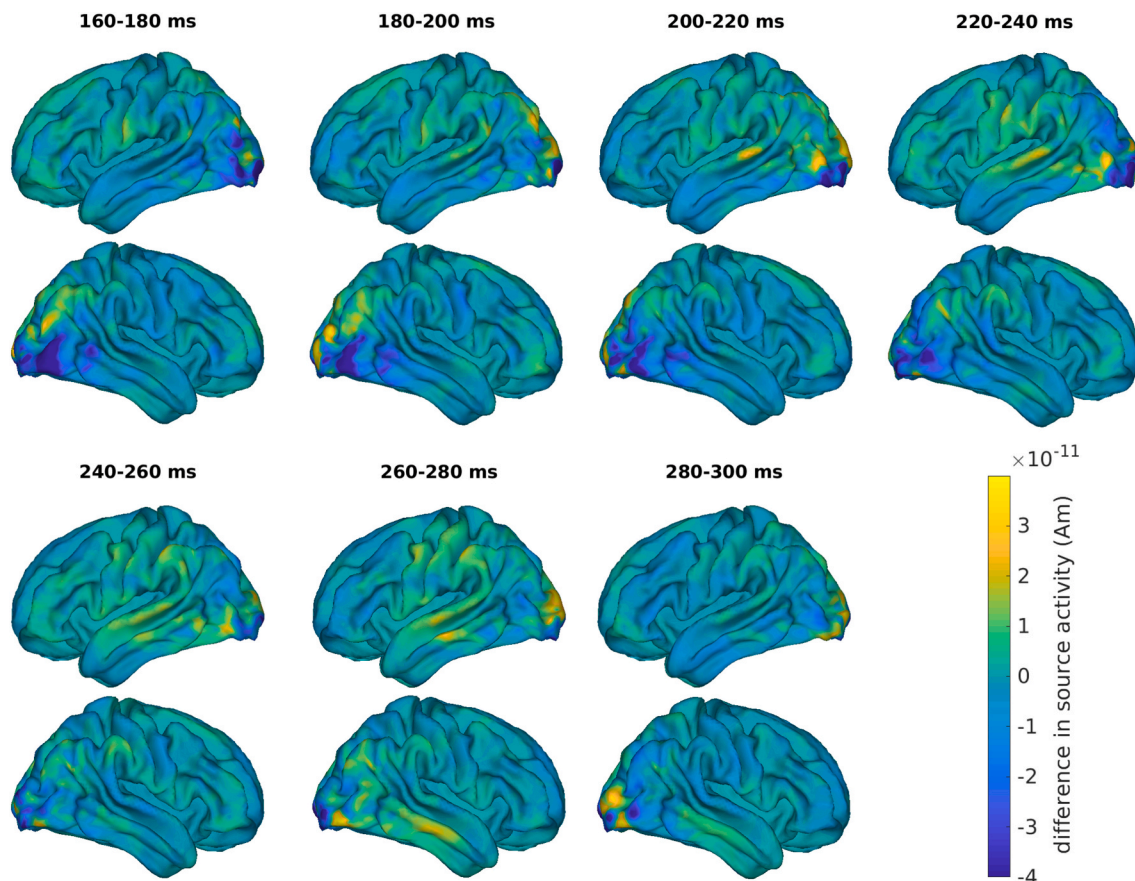 160-180 ms
180-200 ms
200-220 ms
220-240 ms
240-260 ms
260-280 ms
280-300 ms
×10⁻¹¹
3
2
1
0
-1
-2
-3
-4
difference in source activity (Am)